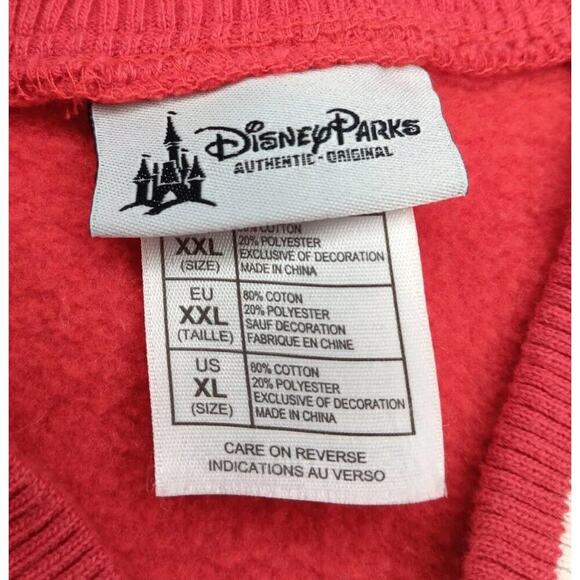 Disney Parks
AUTHENTIC - ORIGINAL
COTTON
XXL
20% POLYESTER
(SIZE)
EXCLUSIVE OF DECORATION
MADE IN CHINA
EU
80% COTON
XXL
20% POLYESTER
(TAILLE)
SAUF DECORATION
FABRIQUE EN CHINE
US
80% COTTON
XL
20% POLYESTER
(SIZE)
EXCLUSIVE OF DECORATION
MADE IN CHINA
CARE ON REVERSE
INDICATIONS AU VERSO